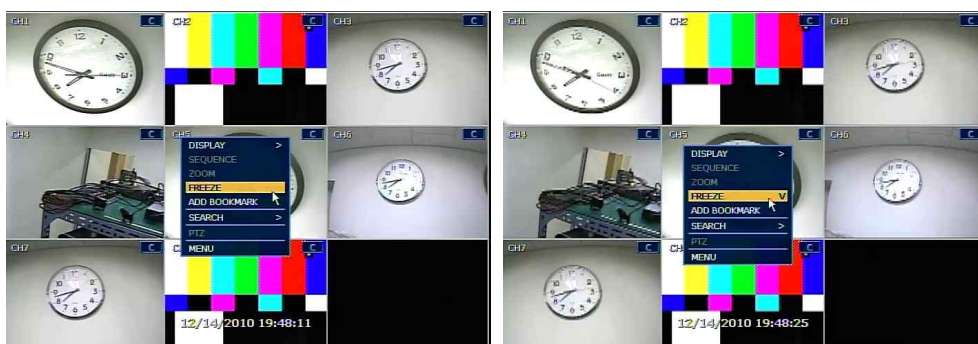 CH1 C CH2 C CH3 C
CH4 C CH5 C CH6 C
DISPLAY >
SEQUENCE
ZOOM
FREEZE
ADD BOOKMARK
SEARCH >
PTZ
MENU
CH7 C C
12/14/2010 19:48:11
CH1 C CH2 C CH3 C
CH4 C CH5 C CH6 C
DISPLAY >
SEQUENCE
ZOOM
FREEZE V
ADD BOOKMARK
SEARCH >
PTZ
MENU
CH7 C C
12/14/2010 19:48:25